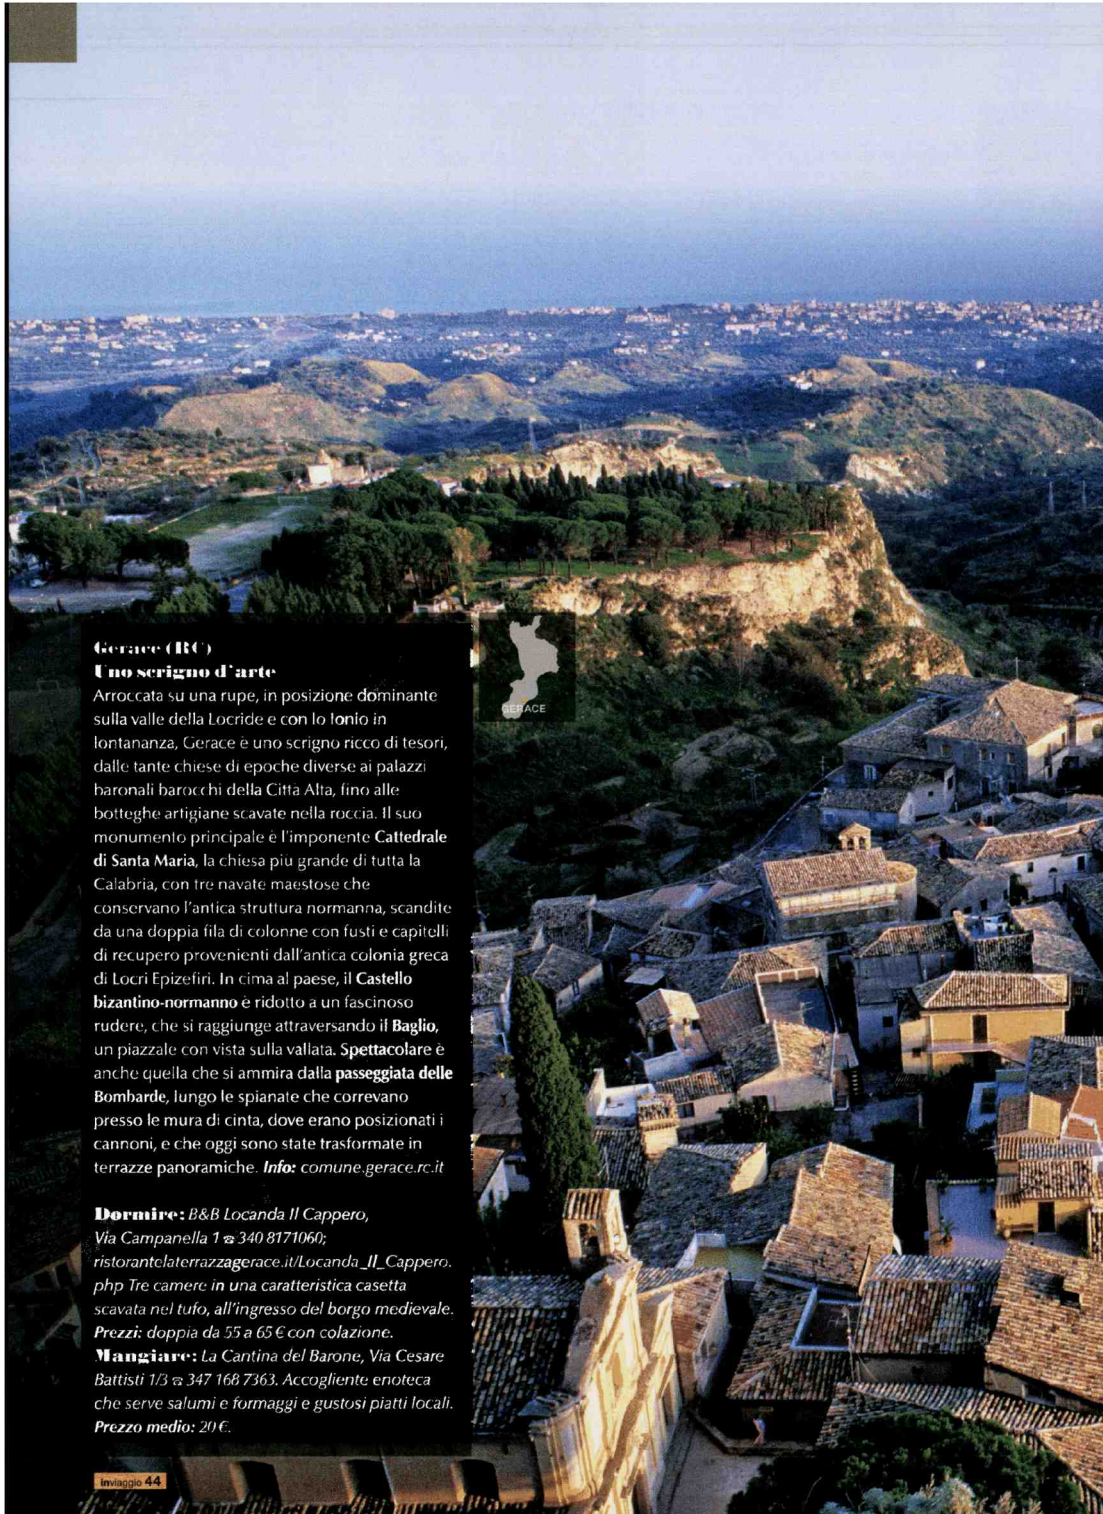 Gerace (RC)
Uno scrigno d'arte
Arroccata su una rupe, in posizione dominante
sulla valle della Locride e con lo Ionio in
lontananza, Gerace è uno scrigno ricco di tesori,
dalle tante chiese di epoche diverse ai palazzi
baronali barocchi della Città Alta, fino alle
botteghe artigiane scavate nella roccia. Il suo
monumento principale è l'imponente Cattedrale
di Santa Maria, la chiesa più grande di tutta la
Calabria, con tre navate maestose che
conservano l'antica struttura normanna, scandite
da una doppia fila di colonne con fusti e capitelli
di recupero provenienti dall'antica colonia greca
di Locri Epizefiri. In cima al paese, il Castello
bizantino-normanno è ridotto a un fascinoso
rudere, che si raggiunge attraversando il Baglio,
un piazzale con vista sulla vallata. Spettacolare è
anche quella che si ammira dalla passeggiata delle
Bombarde, lungo le spianate che correvano
presso le mura di cinta, dove erano posizionati i
cannoni, e che oggi sono state trasformate in
terrazze panoramiche. Info: comune.gerace.rc.it
Dormire: B&B Locanda Il Cappero,
Via Campanella 1 ☎ 340 8171060;
ristorantelaterrazzagerace.it/Locanda_Il_Cappero.
php Tre camere in una caratteristica casetta
scavata nel tufo, all'ingresso del borgo medievale.
Prezzi: doppia da 55 a 65 € con colazione.
Mangiare: La Cantina del Barone, Via Cesare
Battisti 1/3 ☎ 347 168 7363. Accogliente enoteca
che serve salumi e formaggi e gustosi piatti locali.
Prezzo medio: 20 €.
GERACE
inviaggio 44